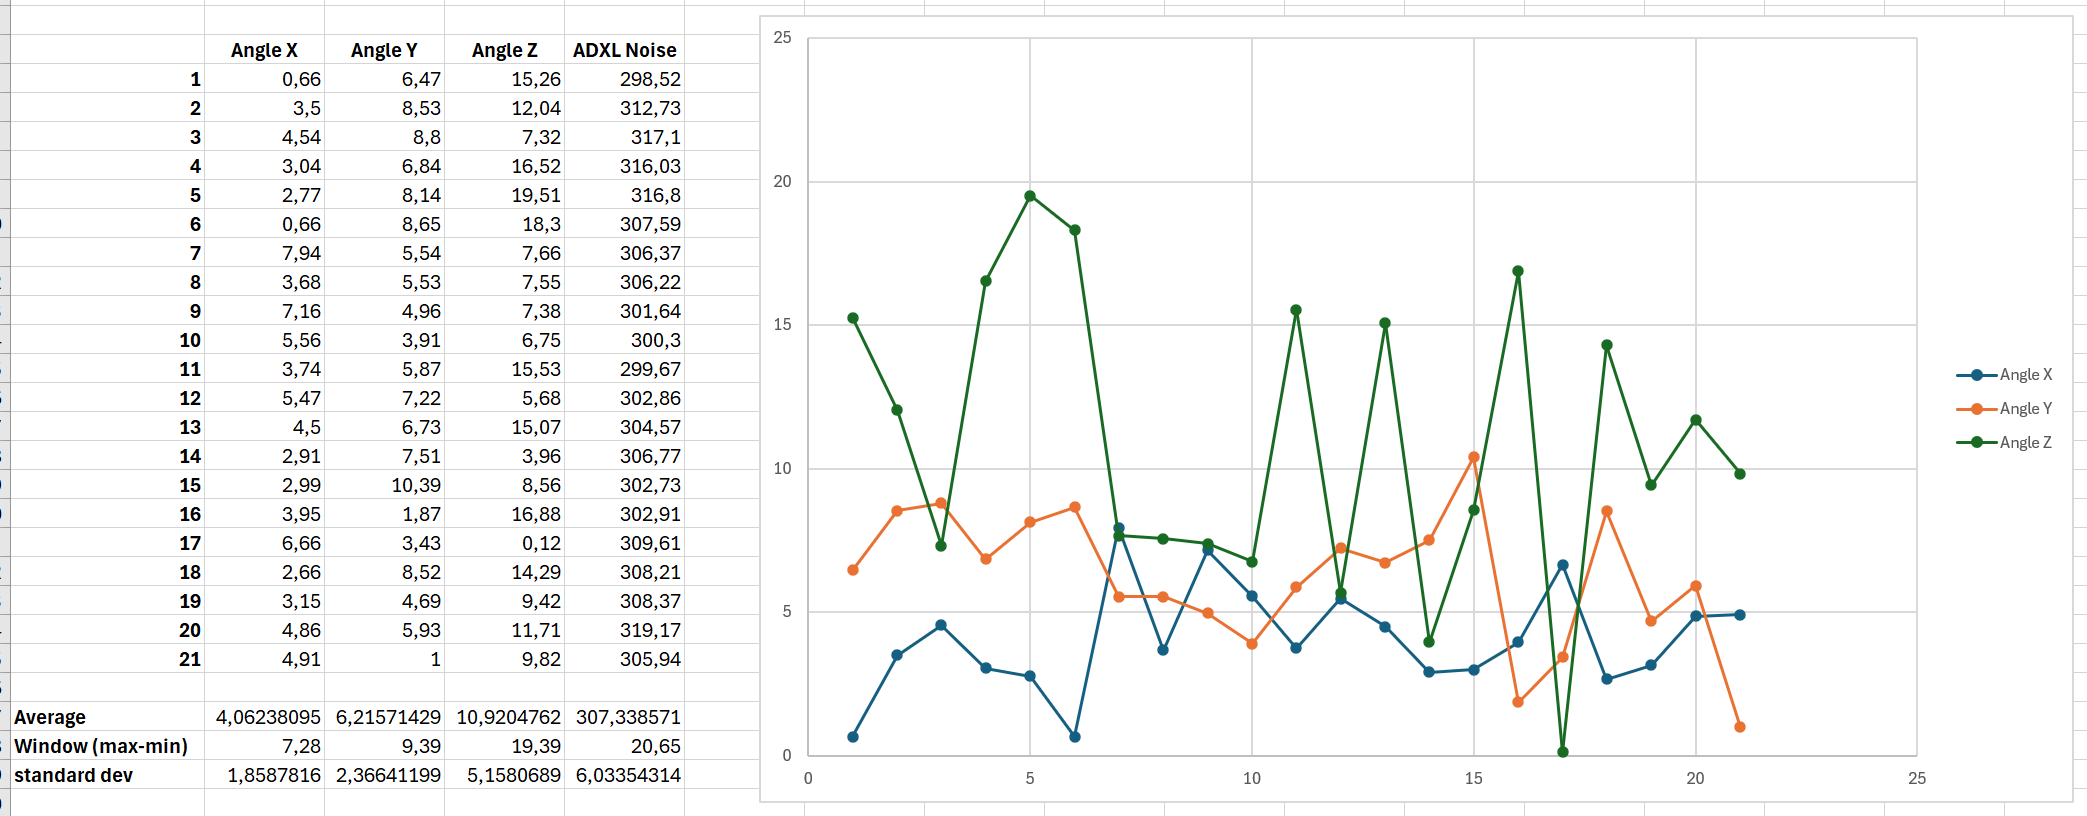 Angle X Angle Y Angle Z ADXL Noise
1 0,66 6,47 15,26 298,52
2 3,5 8,53 12,04 312,73
3 4,54 8,8 7,32 317,1
4 3,04 6,84 16,52 316,03
5 2,77 8,14 19,51 316,8
6 0,66 8,65 18,3 307,59
7 7,94 5,54 7,66 306,37
8 3,68 5,53 7,55 306,22
9 7,16 4,96 7,38 301,64
10 5,56 3,91 6,75 300,3
11 3,74 5,87 15,53 299,67
12 5,47 7,22 5,68 302,86
13 4,5 6,73 15,07 304,57
14 2,91 7,51 3,96 306,77
15 2,99 10,39 8,56 302,73
16 3,95 1,87 16,88 302,91
17 6,66 3,43 0,12 309,61
18 2,66 8,52 14,29 308,21
19 3,15 4,69 9,42 308,37
20 4,86 5,93 11,71 319,17
21 4,91 1 9,82 305,94
Average 4,06238095 6,21571429 10,9204762 307,338571
Window (max-min) 7,28 9,39 19,39 20,65
standard dev 1,8587816 2,36641199 5,1580689 6,03354314
25
20
15
10
5
0
0 5 10 15 20 25
Angle X
Angle Y
Angle Z